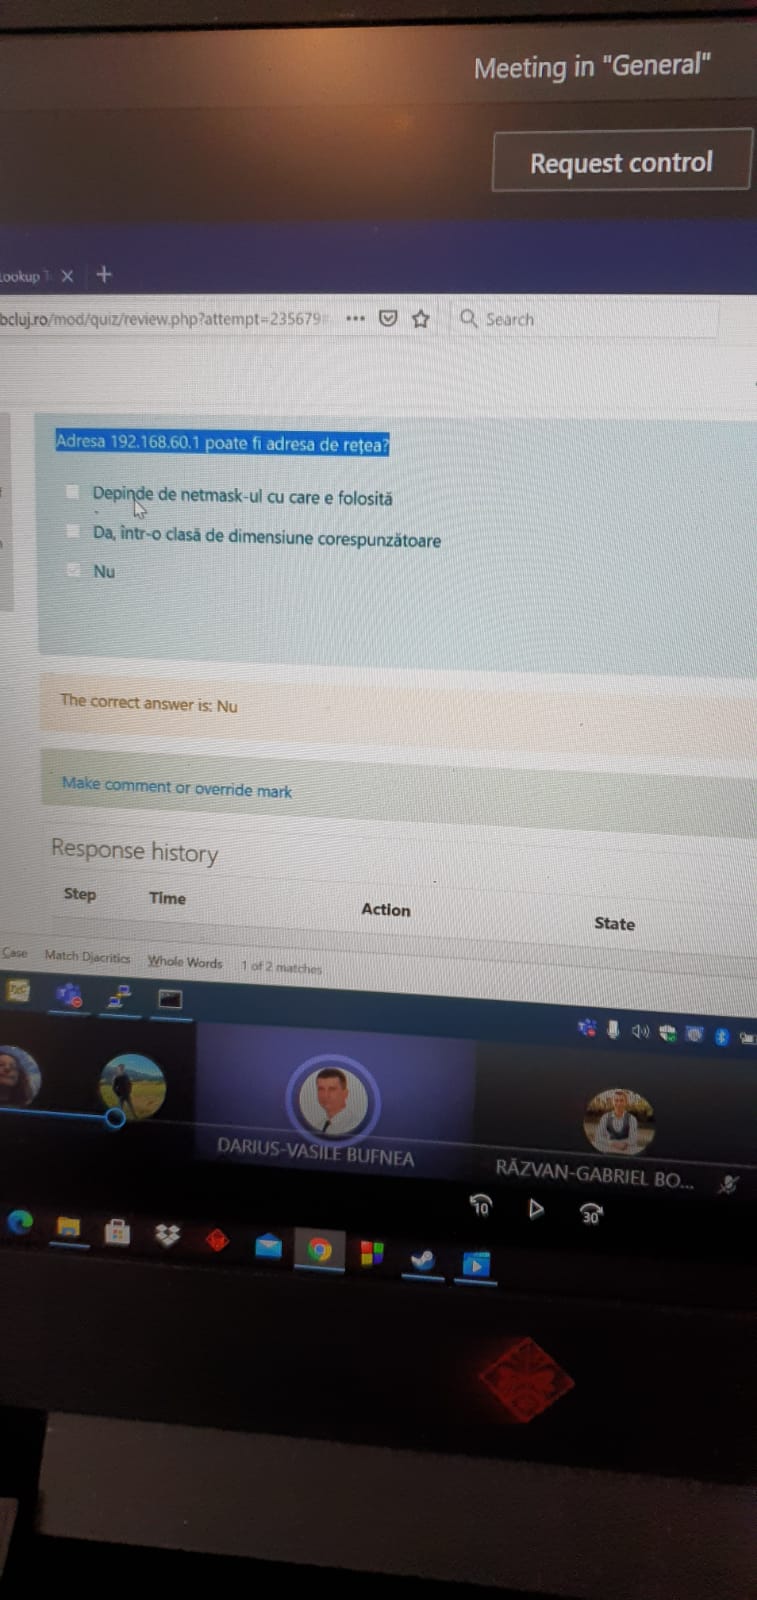 Meeting in "General"
Request control
Lookup
bcluj.ro/mod/quiz/review.php?attempt=235679
Search
Adresa 192.168.60.1 poate fi adresa de rețea?
Depinde de netmask-ul cu care e folosită
Da, într-o clasă de dimensiune corespunzătoare
Nu
The correct answer is: Nu
Make comment or override mark
Response history
Step Time Action State
Case Match Diacritics Whole Words 1 of 2 matches
DARIUS-VASILE BUFNEA
RĂZVAN-GABRIEL BO...
10 30